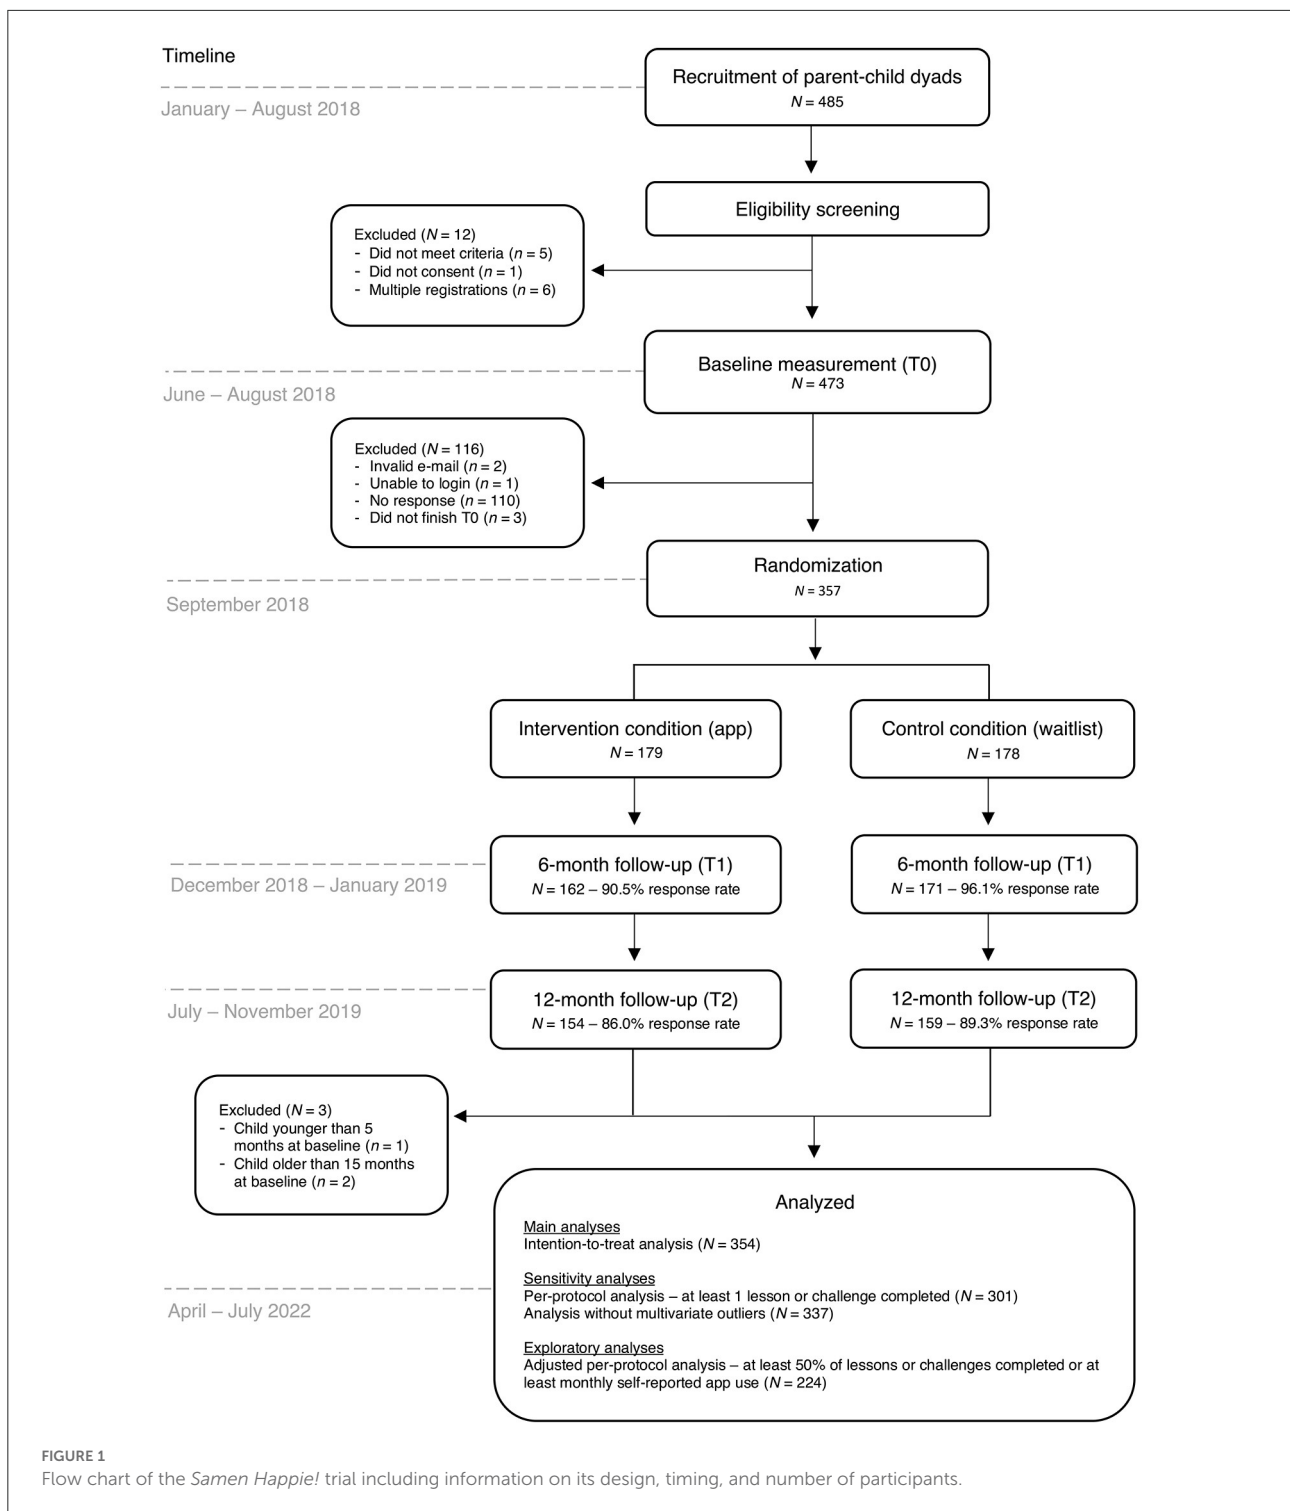 Timeline
Recruitment of parent-child dyads
N = 485
January – August 2018
Eligibility screening
Excluded (N = 12)
- Did not meet criteria (n = 5)
- Did not consent (n = 1)
- Multiple registrations (n = 6)
Baseline measurement (T0)
N = 473
June – August 2018
Excluded (N = 116)
- Invalid e-mail (n = 2)
- Unable to login (n = 1)
- No response (n = 110)
- Did not finish T0 (n = 3)
Randomization
N = 357
September 2018
Intervention condition (app)
N = 179
Control condition (waitlist)
N = 178
6-month follow-up (T1)
N = 162 – 90.5% response rate
6-month follow-up (T1)
N = 171 – 96.1% response rate
December 2018 – January 2019
12-month follow-up (T2)
N = 154 – 86.0% response rate
12-month follow-up (T2)
N = 159 – 89.3% response rate
July – November 2019
Excluded (N = 3)
- Child younger than 5
months at baseline (n = 1)
- Child older than 15 months
at baseline (n = 2)
Analyzed
Main analyses
Intention-to-treat analysis (N = 354)
Sensitivity analyses
Per-protocol analysis – at least 1 lesson or challenge completed (N = 301)
Analysis without multivariate outliers (N = 337)
Exploratory analyses
Adjusted per-protocol analysis – at least 50% of lessons or challenges completed or at
least monthly self-reported app use (N = 224)
April – July 2022
FIGURE 1
Flow chart of the Samen Happie! trial including information on its design, timing, and number of participants.